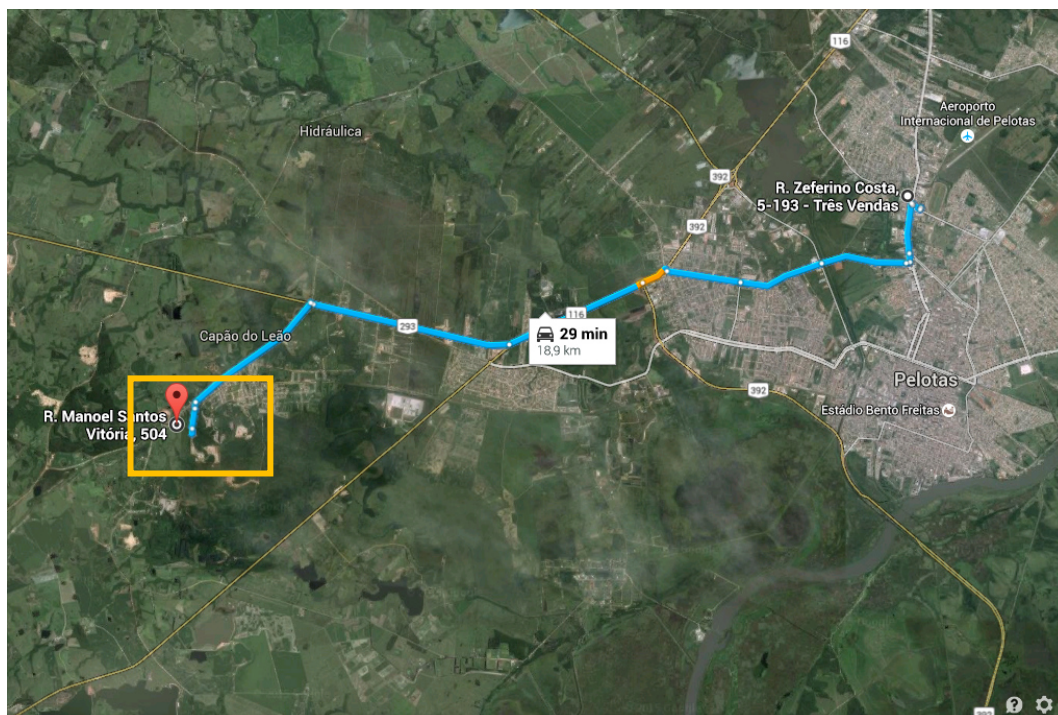 116
Aeroporto
Internacional de Pelotas
Hidráulica
392
R. Zeferino Costa,
5-193 - Três Vendas
392
116
293
29 min
18,9 km
Capão do Leão
Pelotas
392
R. Manoel Santos
Vitória, 504
Estádio Bento Freitas
392